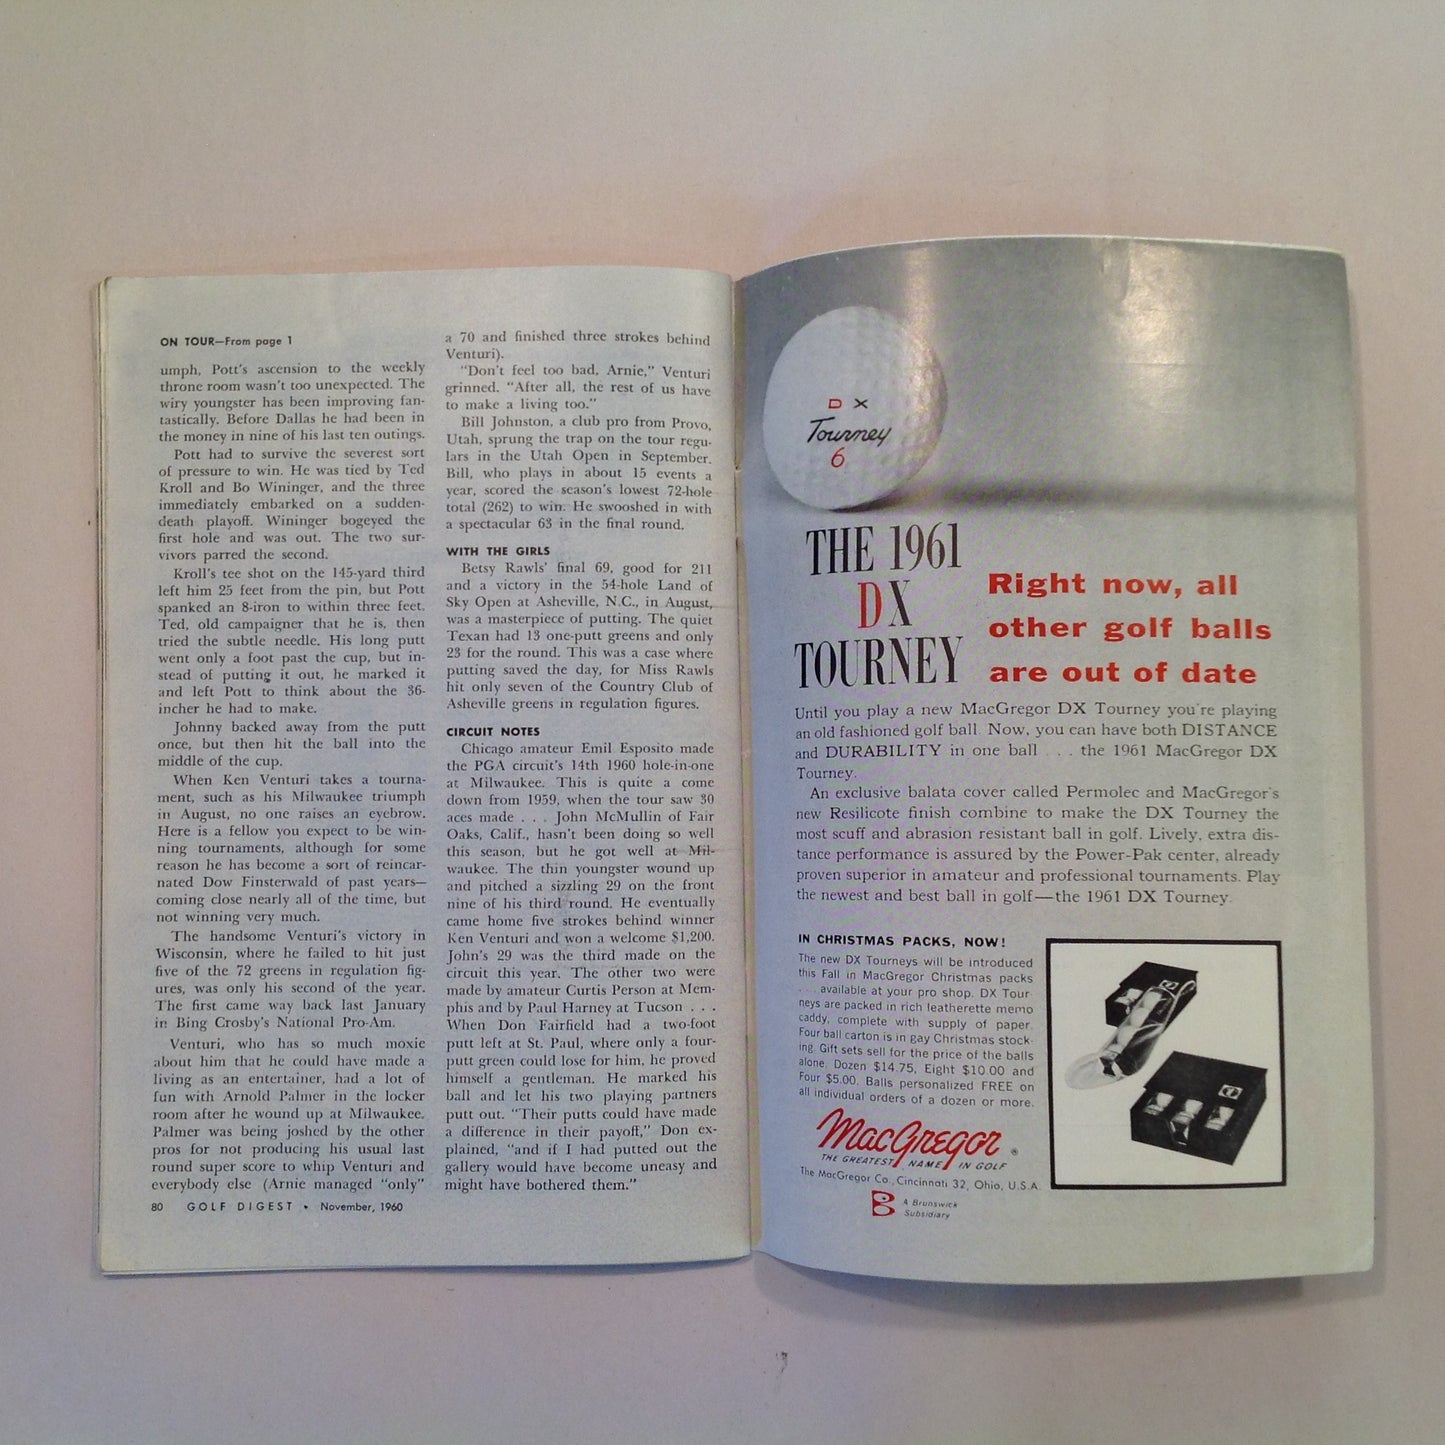 ON TOUR—From page 1
umph, Pott's ascension to the weekly
throne room wasn't too unexpected. The
wiry youngster has been improving fan-
tastically. Before Dallas he had been in
the money in nine of his last ten outings.
Pott had to survive the severest sort
of pressure to win. He was tied by Ted
Kroll and Bo Wininger, and the three
immediately embarked on a sudden-
death playoff. Wininger bogeyed the
first hole and was out. The two sur-
vivors parred the second.
Kroll's tee shot on the 145-yard third
left him 25 feet from the pin, but Pott
spanked an 8-iron to within three feet.
Ted, old campaigner that he is, then
tried the subtle needle. His long putt
went only a foot past the cup, but in-
stead of putting it out, he marked it
and left Pott to think about the 36-
incher he had to make.
Johnny backed away from the putt
once, but then hit the ball into the
middle of the cup.
When Ken Venturi takes a tourna-
ment, such as his Milwaukee triumph
in August, no one raises an eyebrow.
Here is a fellow you expect to be win-
ning tournaments, although for some
reason he has become a sort of reincar-
nated Dow Finsterwald of past years—
coming close nearly all of the time, but
not winning very much.
The handsome Venturi's victory in
Wisconsin, where he failed to hit just
five of the 72 greens in regulation fig-
ures, was only his second of the year.
The first came way back last January
in Bing Crosby's National Pro-Am.
Venturi, who has so much moxie
about him that he could have made a
living as an entertainer, had a lot of
fun with Arnold Palmer in the locker
room after he wound up at Milwaukee.
Palmer was being joshed by the other
pros for not producing his usual last
round super score to whip Venturi and
everybody else (Arnie managed "only"
80 GOLF DIGEST • November, 1960
a 70 and finished three strokes behind
Venturi).
"Don't feel too bad, Arnie," Venturi
grinned. "After all, the rest of us have
to make a living too."
Bill Johnston, a club pro from Provo,
Utah, sprung the trap on the tour regu-
lars in the Utah Open in September.
Bill, who plays in about 15 events a
year, scored the season's lowest 72-hole
total (262) to win. He swooshed in with
a spectacular 63 in the final round.
WITH THE GIRLS
Betsy Rawls' final 69, good for 211
and a victory in the 54-hole Land of
Sky Open at Asheville, N.C., in August,
was a masterpiece of putting. The quiet
Texan had 13 one-putt greens and only
23 for the round. This was a case where
putting saved the day, for Miss Rawls
hit only seven of the Country Club of
Asheville greens in regulation figures.
CIRCUIT NOTES
Chicago amateur Emil Esposito made
the PGA circuit's 14th 1960 hole-in-one
at Milwaukee. This is quite a come
down from 1959, when the tour saw 30
aces made . . . John McMullin of Fair
Oaks, Calif., hasn't been doing so well
this season, but he got well at Mil-
waukee. The thin youngster wound up
and pitched a sizzling 29 on the front
nine of his third round. He eventually
came home five strokes behind winner
Ken Venturi and won a welcome $1,200.
John's 29 was the third made on the
circuit this year. The other two were
made by amateur Curtis Person at Mem-
phis and by Paul Harney at Tucson . . .
When Don Fairfield had a two-foot
putt left at St. Paul, where only a four-
putt green could lose for him, he proved
himself a gentleman. He marked his
ball and let his two playing partners
putt out. "Their putts could have made
a difference in their payoff," Don ex-
plained, "and if I had putted out the
gallery would have become uneasy and
might have bothered them."
D X
Tourney
6
THE 1961
DX
TOURNEY
Right now, all
other golf balls
are out of date
Until you play a new MacGregor DX Tourney you're playing
an old fashioned golf ball. Now, you can have both DISTANCE
and DURABILITY in one ball . . . the 1961 MacGregor DX
Tourney.
An exclusive balata cover called Permolec and MacGregor's
new Resilicote finish combine to make the DX Tourney the
most scuff and abrasion resistant ball in golf. Lively, extra dis-
tance performance is assured by the Power-Pak center, already
proven superior in amateur and professional tournaments. Play
the newest and best ball in golf—the 1961 DX Tourney.
IN CHRISTMAS PACKS, NOW!
The new DX Tourneys will be introduced
this Fall in MacGregor Christmas packs
. . . available at your pro shop. DX Tour-
neys are packed in rich leatherette memo
caddy, complete with supply of paper.
Four ball carton is in gay Christmas stock-
ing. Gift sets sell for the price of the balls
alone. Dozen $14.75, Eight $10.00 and
Four $5.00. Balls personalized FREE on
all individual orders of a dozen or more.
MacGregor®
THE GREATEST NAME IN GOLF
The MacGregor Co., Cincinnati 32, Ohio, U.S.A.
B A Brunswick
Subsidiary